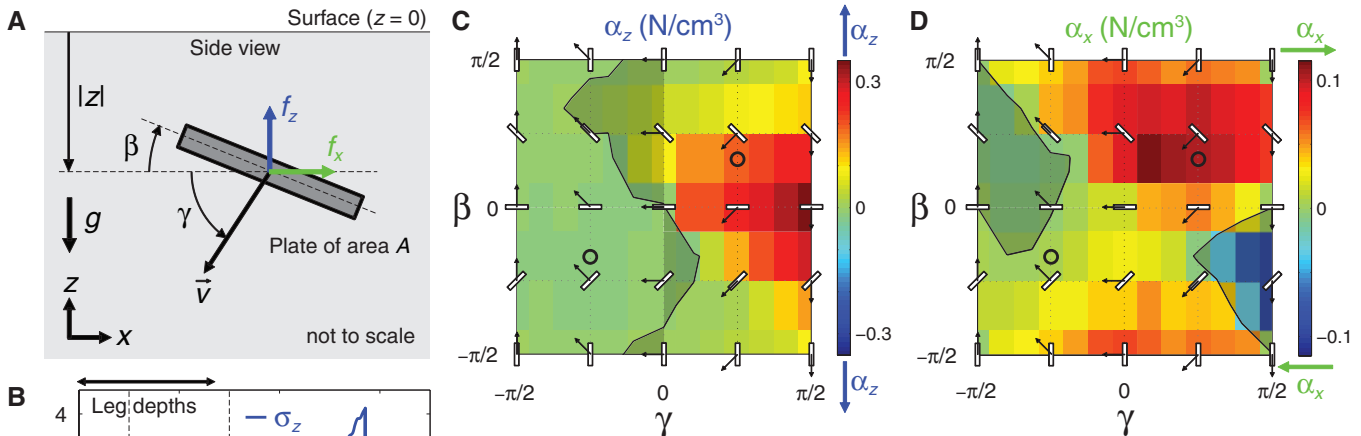 A
Surface (z = 0)
Side view
|z|
β
f_z
f_x
γ
g
v⃗
Plate of area A
z
x
not to scale
B
Leg depths
4
σ_z
C
α_z (N/cm³)
α_z
π/2
β
0
−π/2
−π/2
0
π/2
γ
0.3
0
−0.3
α_z
D
α_x (N/cm³)
α_x
π/2
β
0
−π/2
−π/2
0
π/2
γ
0.1
0
−0.1
α_x